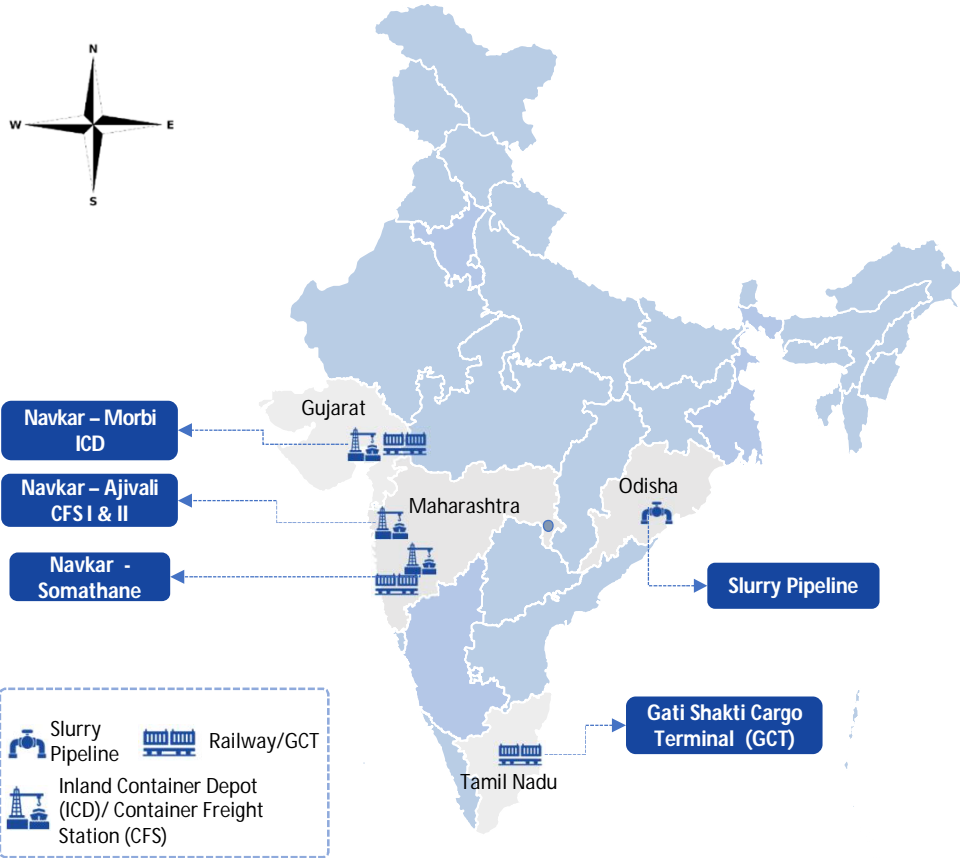 N
W
E
S
Gujarat
Navkar – Morbi
ICD
Navkar – Ajivali
CFS I & II
Maharashtra
Odisha
Navkar -
Somathane
Slurry Pipeline
Gati Shakti Cargo
Terminal (GCT)
Tamil Nadu
Slurry
Pipeline
Railway/GCT
Inland Container Depot
(ICD)/ Container Freight
Station (CFS)